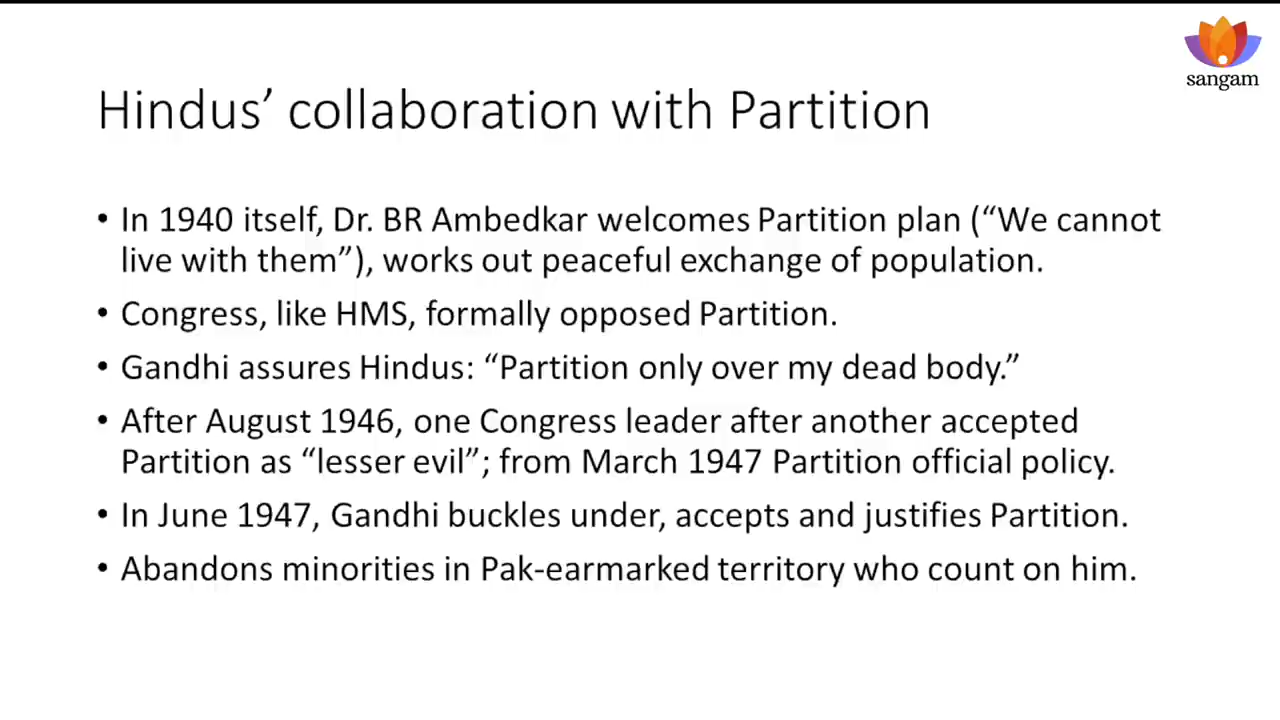 sangam
Hindus’ collaboration with Partition
• In 1940 itself, Dr. BR Ambedkar welcomes Partition plan (“We cannot
live with them”), works out peaceful exchange of population.
• Congress, like HMS, formally opposed Partition.
• Gandhi assures Hindus: “Partition only over my dead body.”
• After August 1946, one Congress leader after another accepted
Partition as “lesser evil”; from March 1947 Partition official policy.
• In June 1947, Gandhi buckles under, accepts and justifies Partition.
• Abandons minorities in Pak-earmarked territory who count on him.